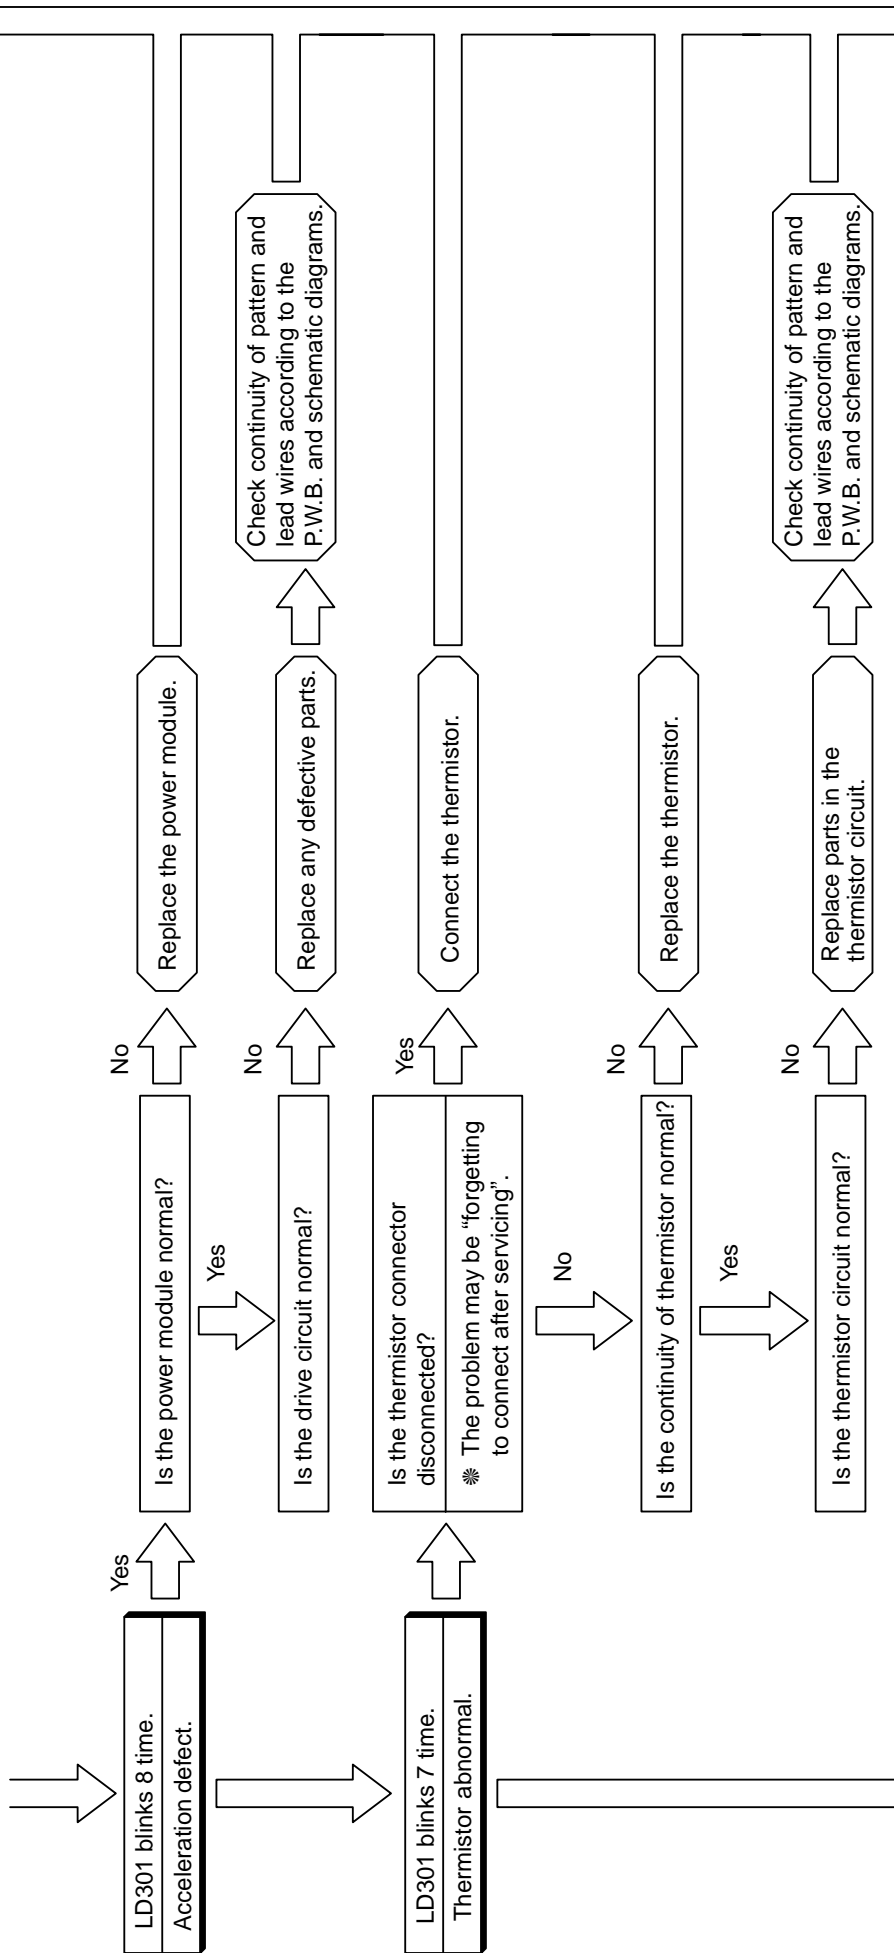 LD301 blinks 8 time.
Acceleration defect.
Yes
Is the power module normal?
No
Replace the power module.
Yes
Is the drive circuit normal?
No
Replace any defective parts.
Check continuity of pattern and
lead wires according to the
P.W.B. and schematic diagrams.
LD301 blinks 7 time.
Thermistor abnormal.
Is the thermistor connector
disconnected?
❋ The problem may be “forgetting
to connect after servicing”.
Yes
Connect the thermistor.
No
Is the continuity of thermistor normal?
No
Replace the thermistor.
Yes
Is the thermistor circuit normal?
No
Replace parts in the
thermistor circuit.
Check continuity of pattern and
lead wires according to the
P.W.B. and schematic diagrams.